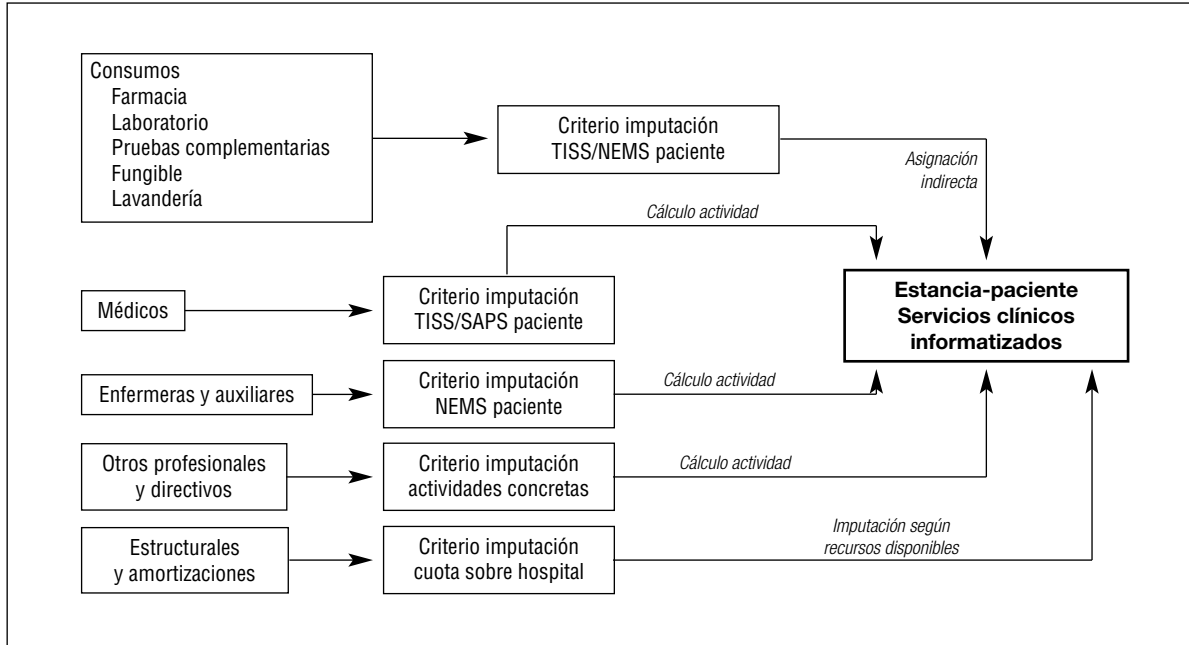 Consumos
Farmacia
Laboratorio
Pruebas complementarias
Fungible
Lavandería
Criterio imputación
TISS/NEMS paciente
Asignación
indirecta
Cálculo actividad
Médicos
Criterio imputación
TISS/SAPS paciente
Estancia-paciente
Servicios clínicos
informatizados
Enfermeras y auxiliares
Criterio imputación
NEMS paciente
Cálculo actividad
Otros profesionales
y directivos
Criterio imputación
actividades concretas
Cálculo actividad
Estructurales
y amortizaciones
Criterio imputación
cuota sobre hospital
Imputación según
recursos disponibles